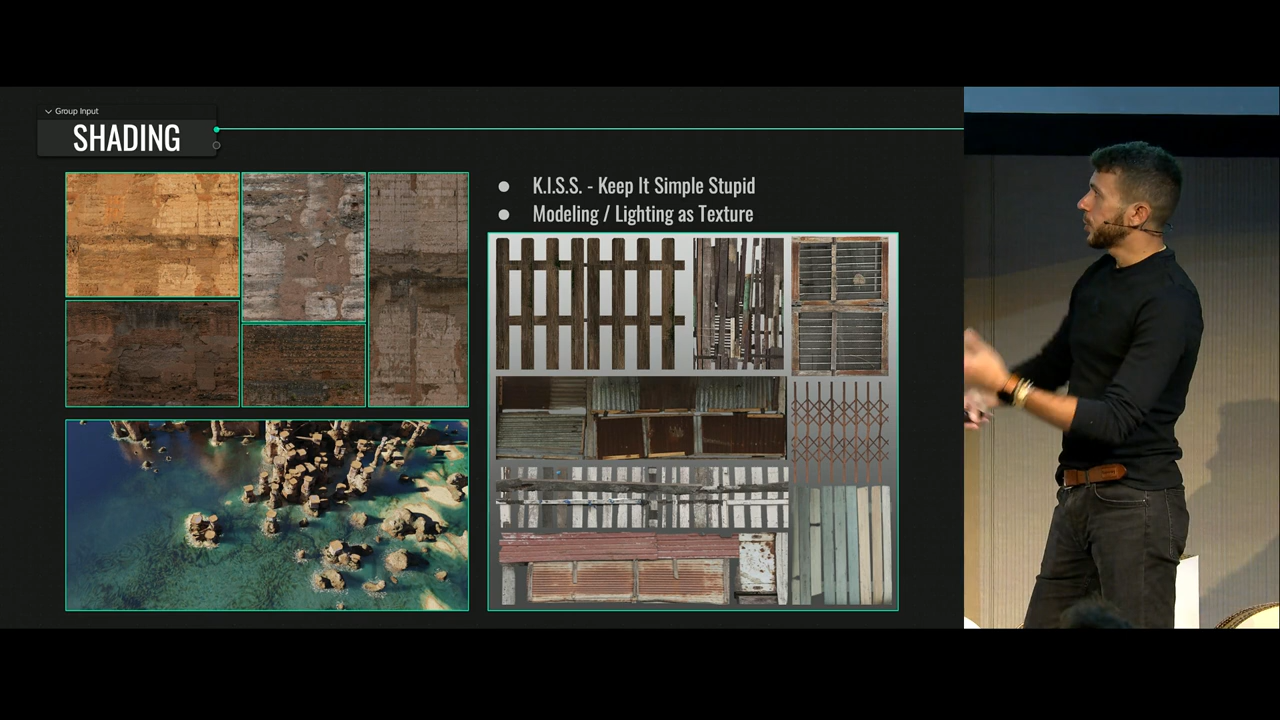 Group Input
SHADING
K.I.S.S. - Keep It Simple Stupid
Modeling / Lighting as Texture